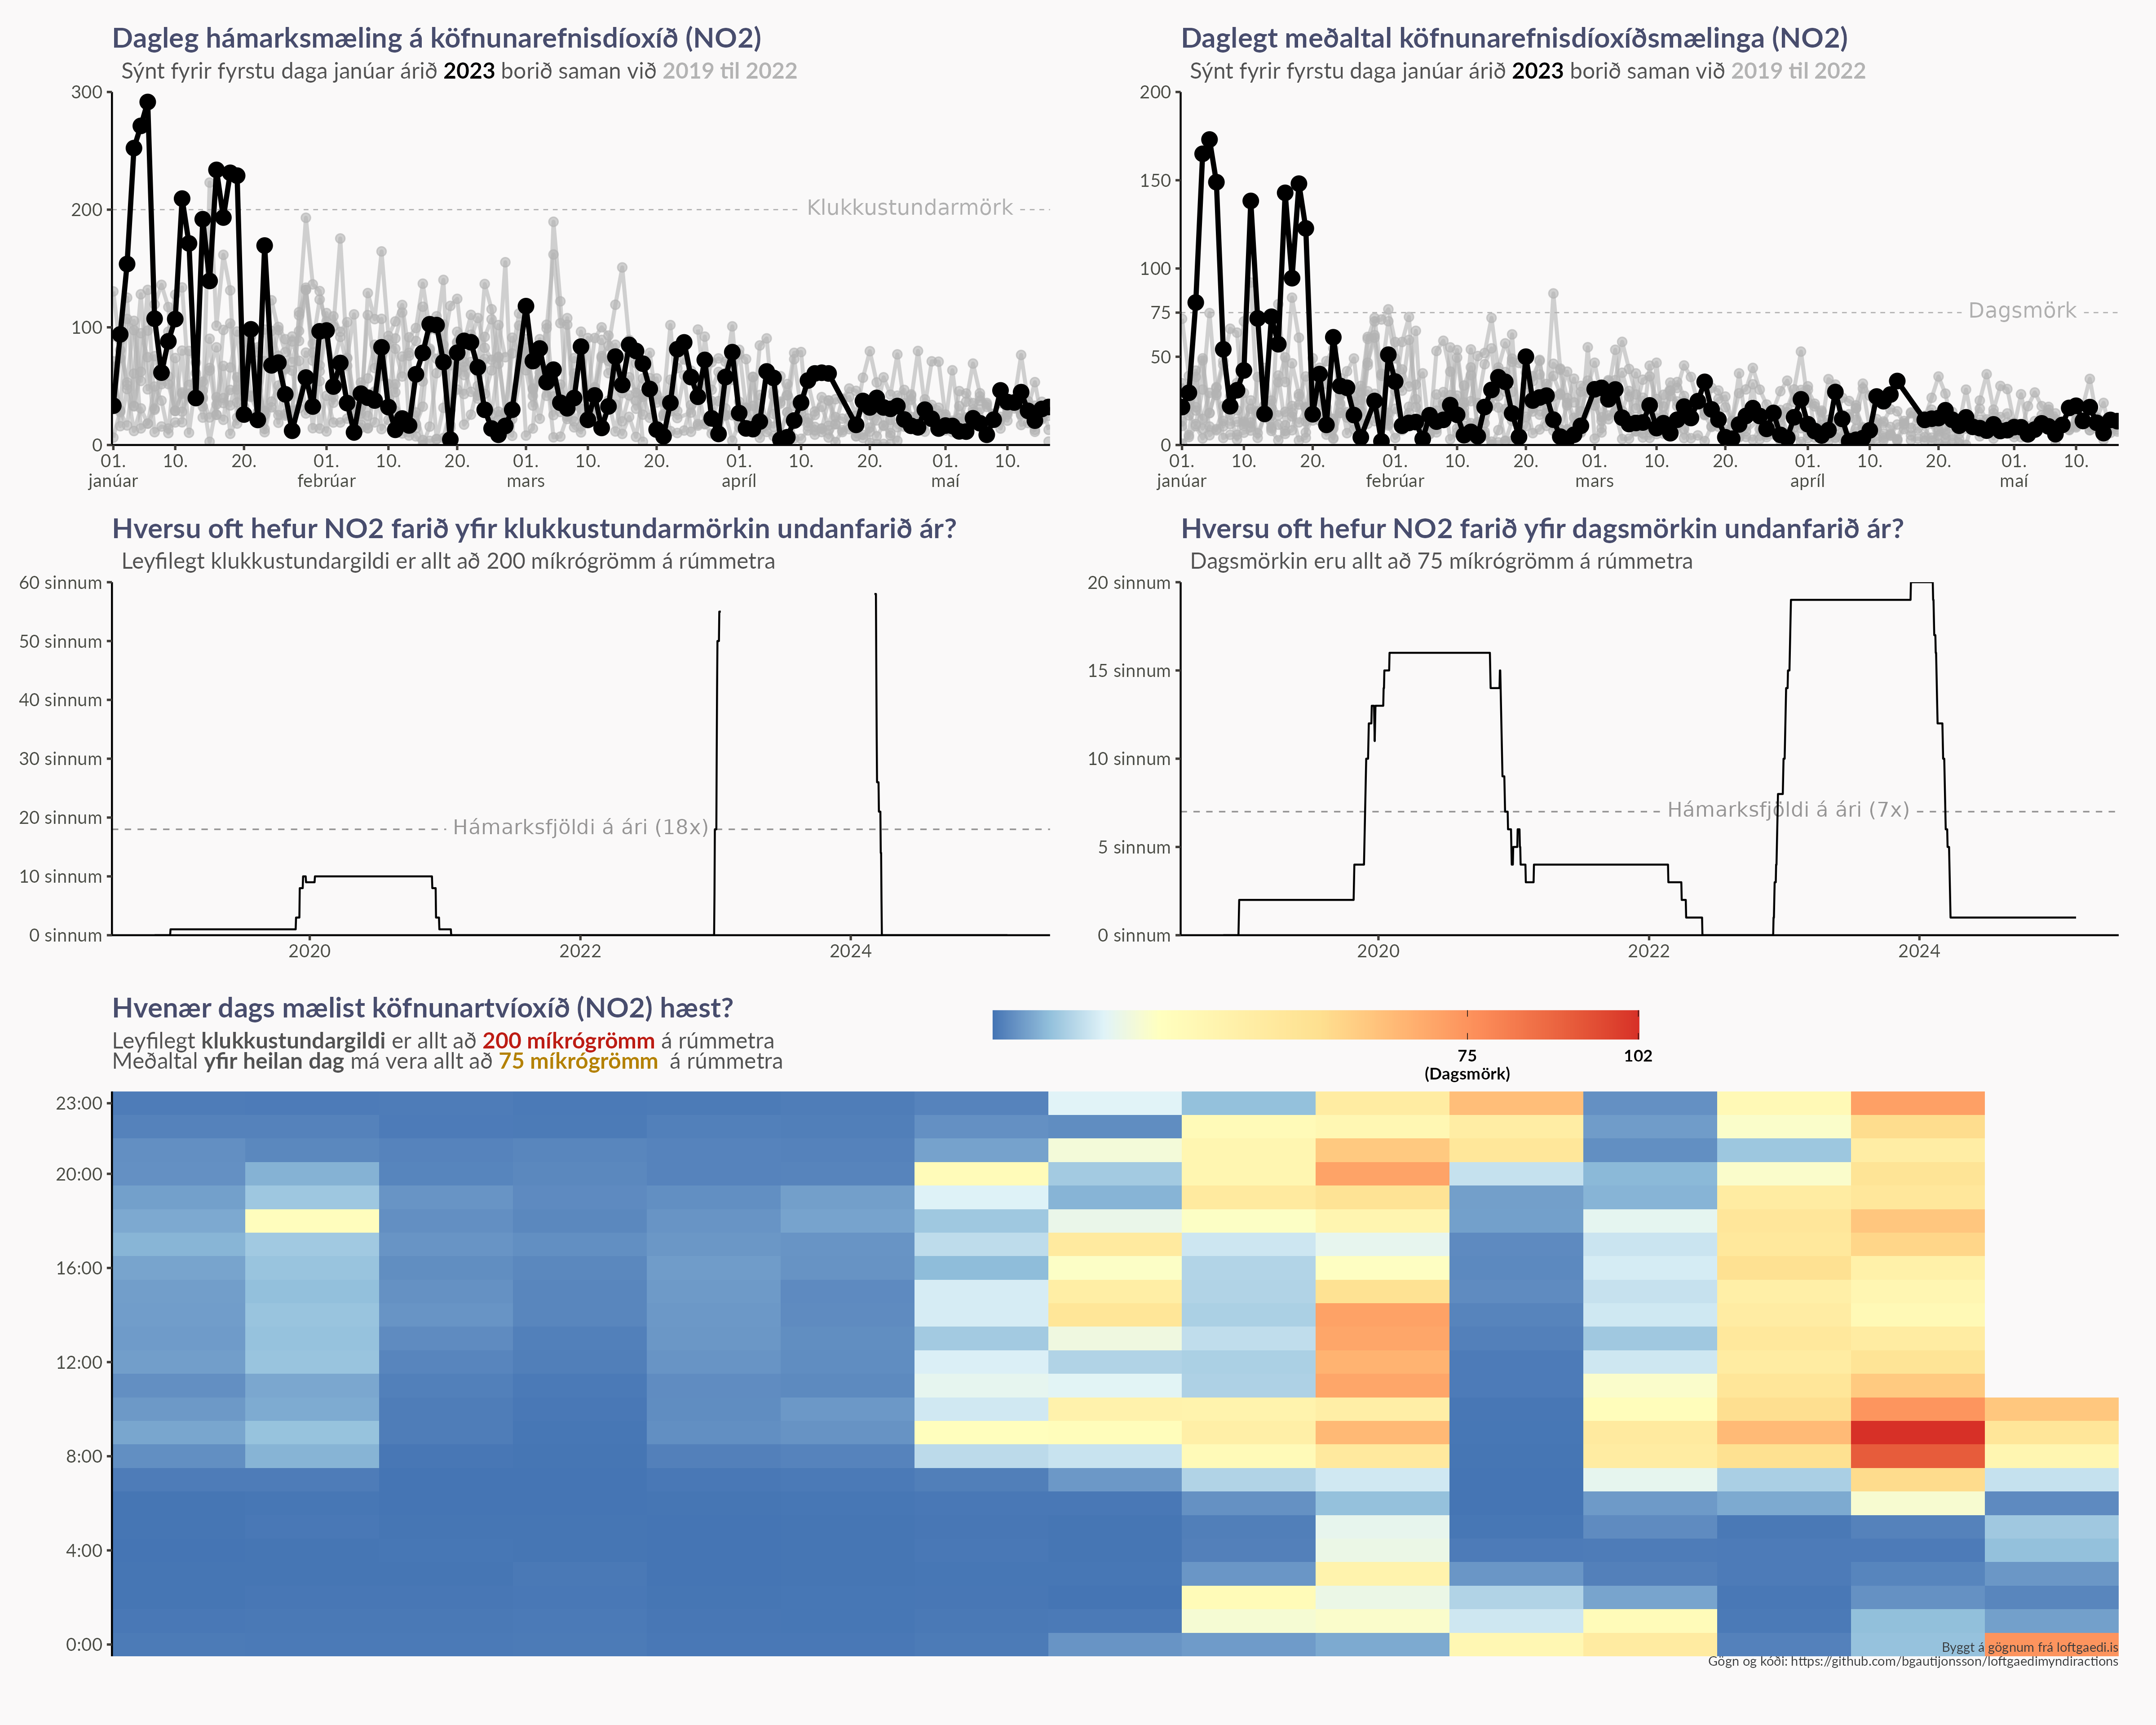 Dagleg hámarksmæling á köfnunarefnisdíoxíð (NO2)
Sýnt fyrir fyrstu daga janúar árið 2023 borið saman við 2019 til 2022
300
200
100
0
Klukkustundarmörk
01. 10. 20. 01. 10. 20. 01. 10. 20. 01. 10. 20. 01. 10.
janúar febrúar mars apríl maí
Daglegt meðaltal köfnunarefnisdíoxíðsmælinga (NO2)
Sýnt fyrir fyrstu daga janúar árið 2023 borið saman við 2019 til 2022
200
150
100
75
50
0
Dagsmörk
01. 10. 20. 01. 10. 20. 01. 10. 20. 01. 10. 20. 01. 10.
janúar febrúar mars apríl maí
Hversu oft hefur NO2 farið yfir klukkustundarmörkin undanfarið ár?
Leyfilegt klukkustundargildi er allt að 200 míkrógrömm á rúmmetra
60 sinnum
50 sinnum
40 sinnum
30 sinnum
20 sinnum
10 sinnum
0 sinnum
Hámarksfjöldi á ári (18x)
2020 2022 2024
Hversu oft hefur NO2 farið yfir dagsmörkin undanfarið ár?
Dagsmörkin eru allt að 75 míkrógrömm á rúmmetra
20 sinnum
15 sinnum
10 sinnum
5 sinnum
0 sinnum
Hámarksfjöldi á ári (7x)
2020 2022 2024
Hvenær dags mælist köfnunartvíoxíð (NO2) hæst?
Leyfilegt klukkustundargildi er allt að 200 míkrógrömm á rúmmetra
Meðaltal yfir heilan dag má vera allt að 75 míkrógrömm á rúmmetra
75 102
(Dagsmörk)
23:00
20:00
16:00
12:00
8:00
4:00
0:00
Byggt á gögnum frá loftgaedi.is
Gögn og kóði: https://github.com/bgautijonsson/loftgaedimyndiractions